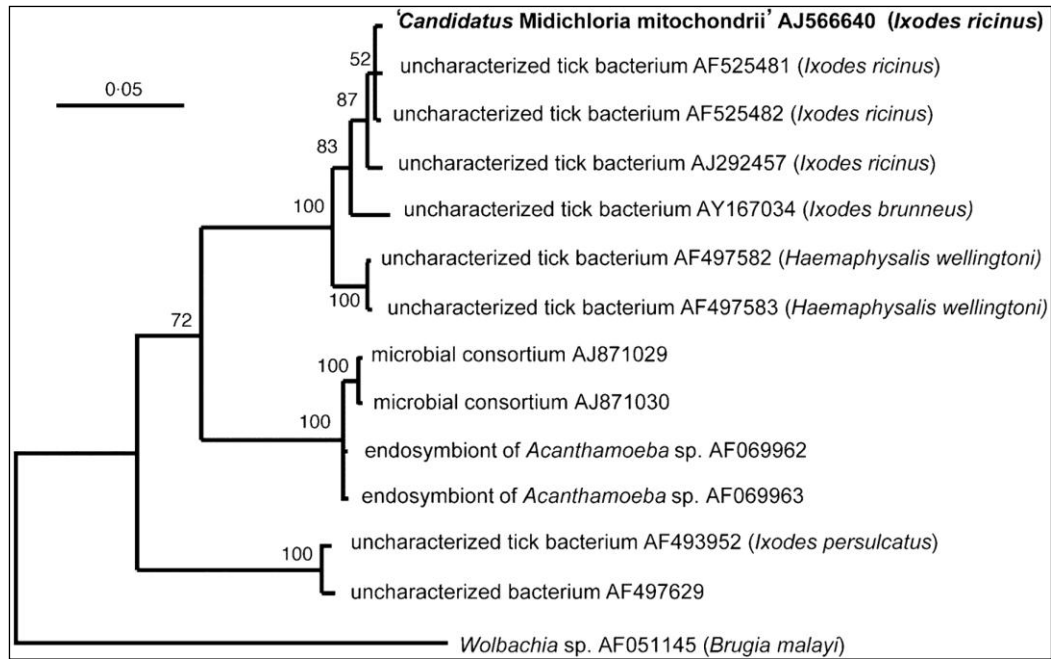 ‘Candidatus Midichloria mitochondrii’ AJ566640 (Ixodes ricinus)
52
uncharacterized tick bacterium AF525481 (Ixodes ricinus)
0·05
87
uncharacterized tick bacterium AF525482 (Ixodes ricinus)
83
uncharacterized tick bacterium AJ292457 (Ixodes ricinus)
100
uncharacterized tick bacterium AY167034 (Ixodes brunneus)
uncharacterized tick bacterium AF497582 (Haemaphysalis wellingtoni)
100
uncharacterized tick bacterium AF497583 (Haemaphysalis wellingtoni)
72
microbial consortium AJ871029
100
microbial consortium AJ871030
100
endosymbiont of Acanthamoeba sp. AF069962
endosymbiont of Acanthamoeba sp. AF069963
uncharacterized tick bacterium AF493952 (Ixodes persulcatus)
100
uncharacterized bacterium AF497629
Wolbachia sp. AF051145 (Brugia malayi)